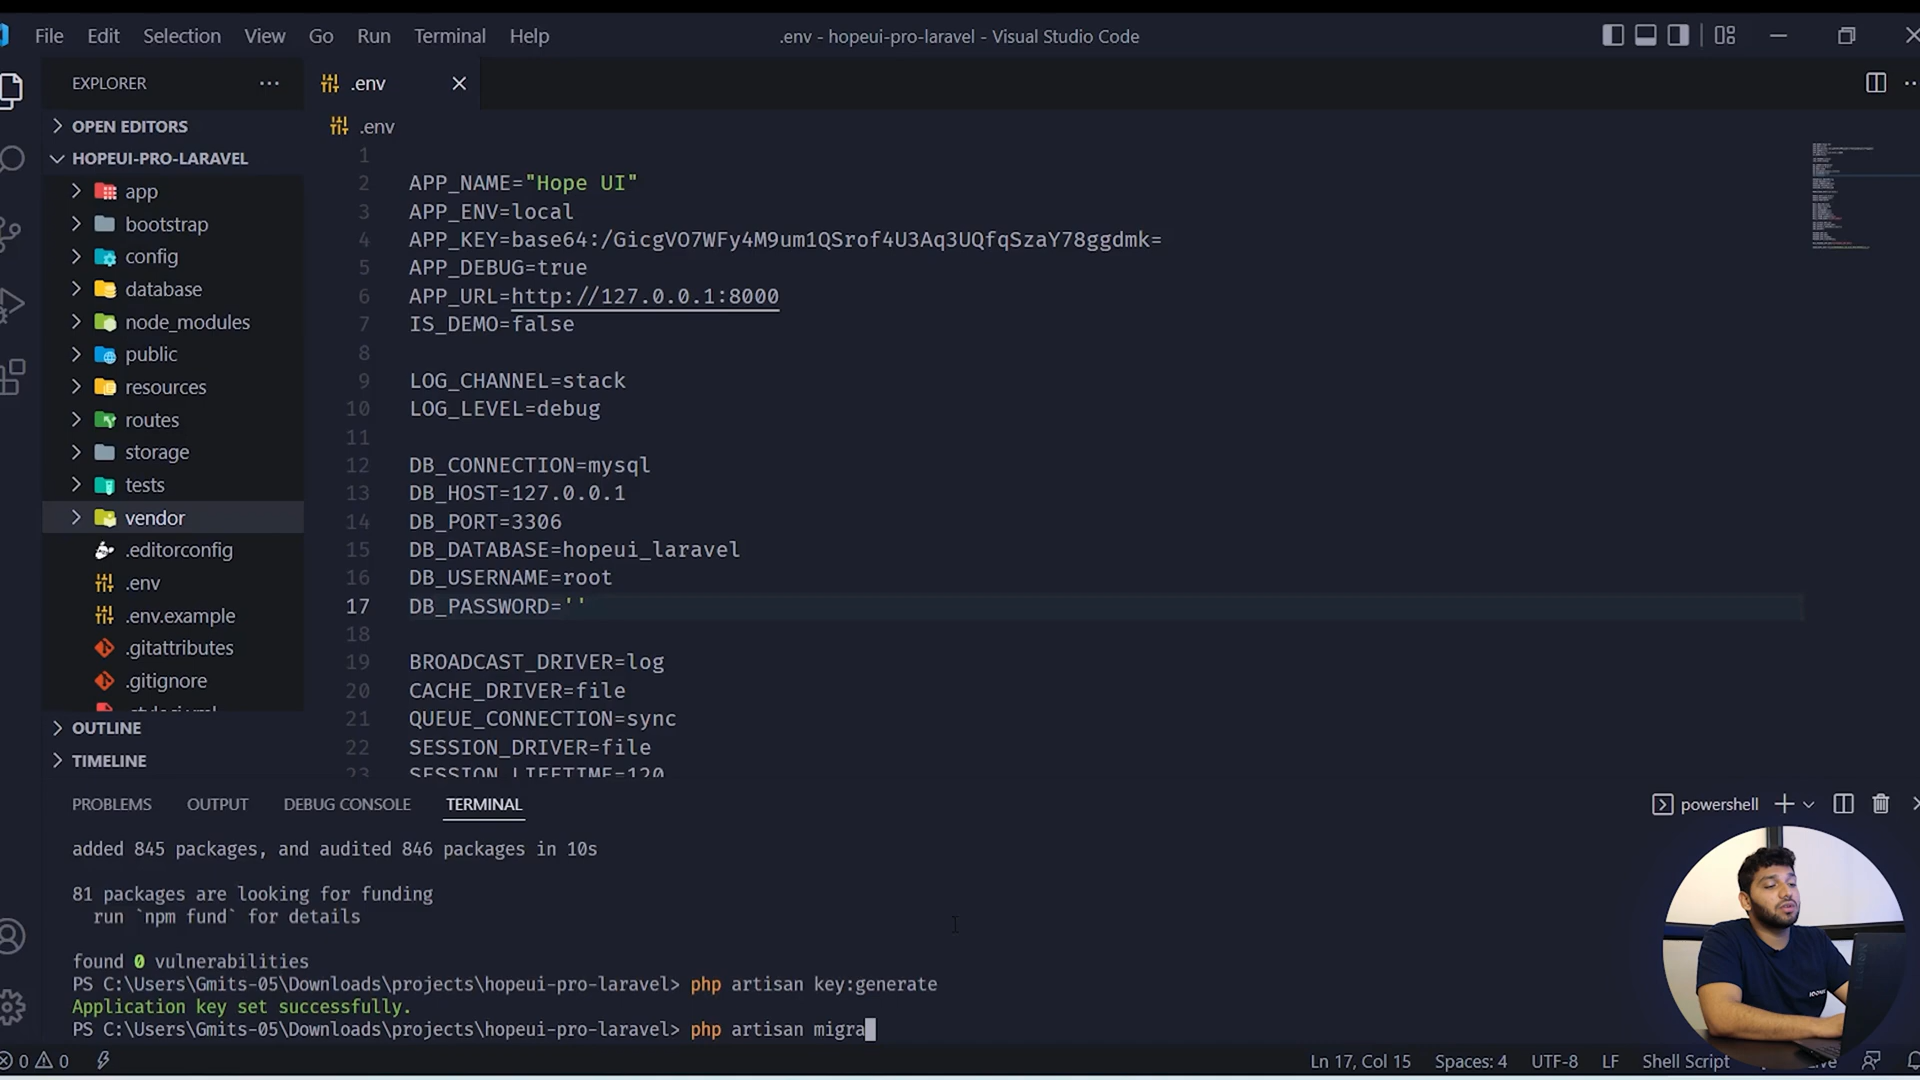 File Edit Selection View Go Run Terminal Help
.env - hopeui-pro-laravel - Visual Studio Code
EXPLORER
.env
OPEN EDITORS
.env
HOPEUI-PRO-LARAVEL
app
bootstrap
config
database
node_modules
public
resources
routes
storage
tests
vendor
.editorconfig
.env
.env.example
.gitattributes
.gitignore
OUTLINE
TIMELINE
1
2 APP_NAME="Hope UI"
3 APP_ENV=local
4 APP_KEY=base64:/GicgVO7WFy4M9um1QSrof4U3Aq3UQfqSzaY78ggdmk=
5 APP_DEBUG=true
6 APP_URL=http://127.0.0.1:8000
7 IS_DEMO=false
8
9 LOG_CHANNEL=stack
10 LOG_LEVEL=debug
11
12 DB_CONNECTION=mysql
13 DB_HOST=127.0.0.1
14 DB_PORT=3306
15 DB_DATABASE=hopeui_laravel
16 DB_USERNAME=root
17 DB_PASSWORD=''
18
19 BROADCAST_DRIVER=log
20 CACHE_DRIVER=file
21 QUEUE_CONNECTION=sync
22 SESSION_DRIVER=file
23 SESSION_LIFETIME=120
PROBLEMS OUTPUT DEBUG CONSOLE TERMINAL
powershell
added 845 packages, and audited 846 packages in 10s
81 packages are looking for funding
run `npm fund` for details
found 0 vulnerabilities
PS C:\Users\Gmits-05\Downloads\projects\hopeui-pro-laravel> php artisan key:generate
Application key set successfully.
PS C:\Users\Gmits-05\Downloads\projects\hopeui-pro-laravel> php artisan migra
0 0
Ln 17, Col 15 Spaces: 4 UTF-8 LF Shell Script